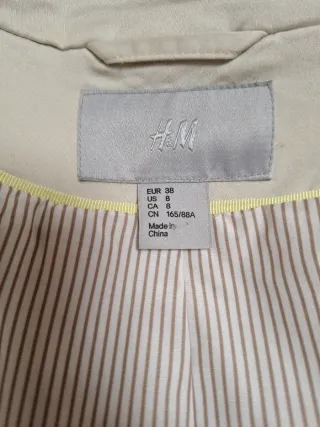 H&M
EUR 38
US 8
CA 8
CN 165/88A
Made in
China